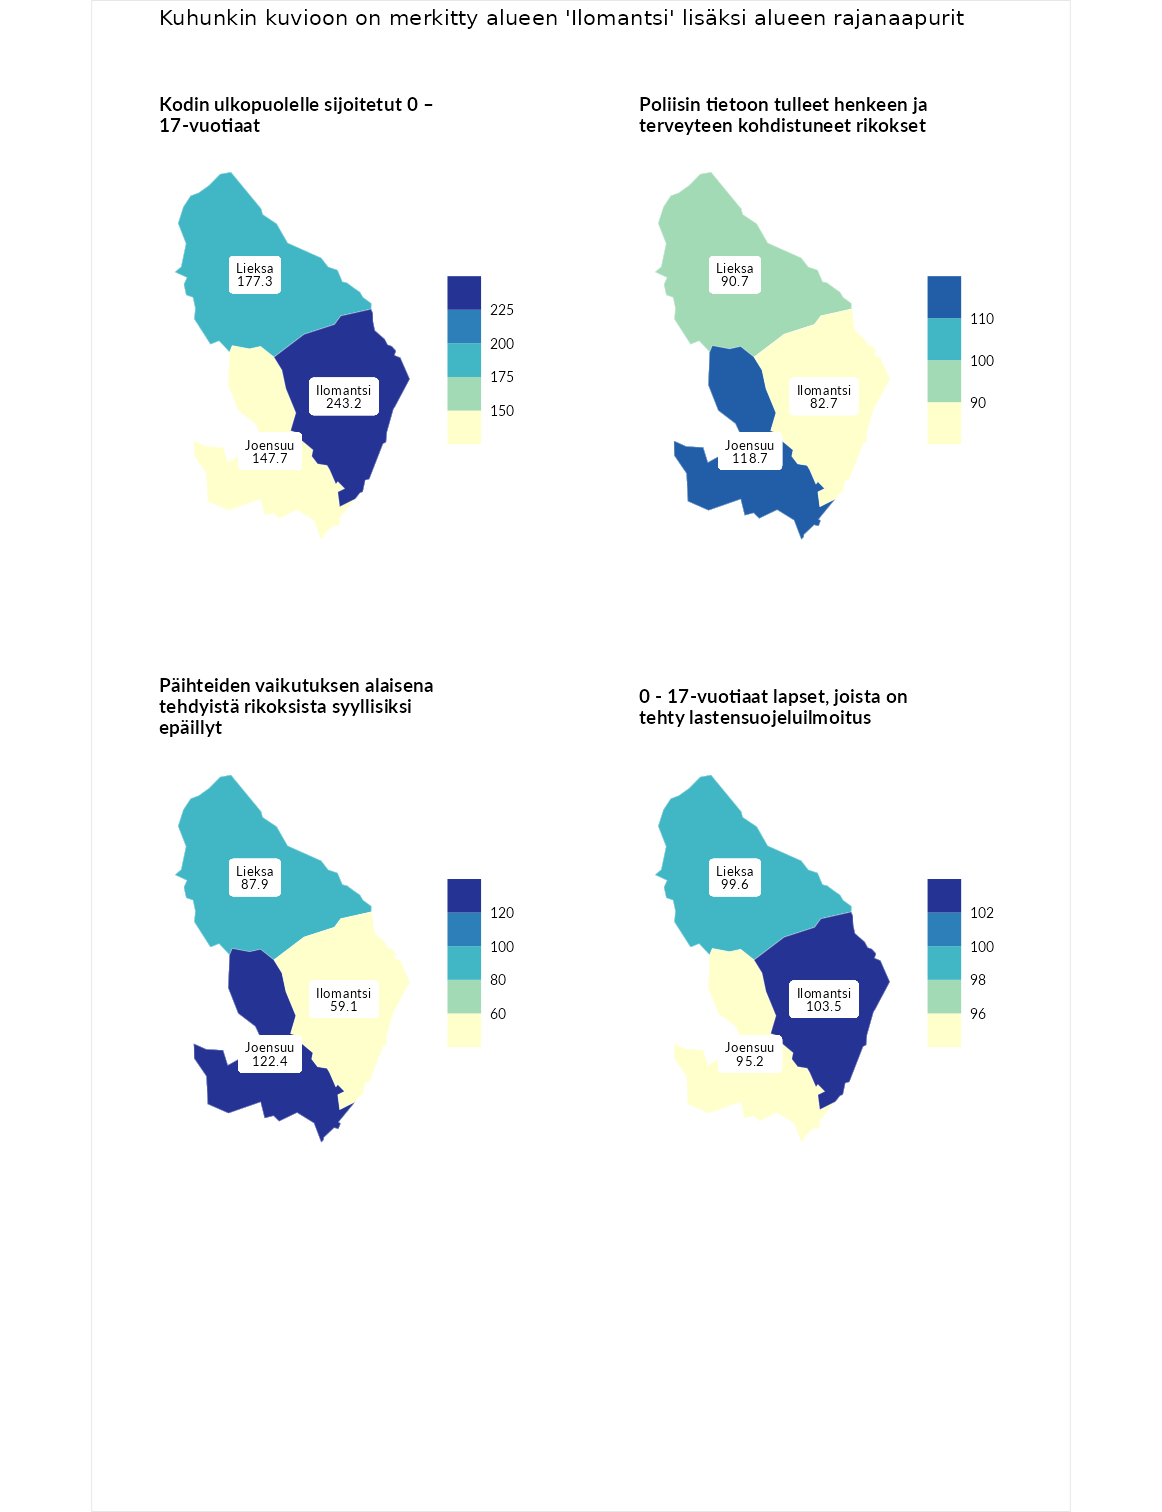 Kuhunkin kuvioon on merkitty alueen 'Ilomantsi' lisäksi alueen rajanaapurit
Kodin ulkopuolelle sijoitetut 0 –
17-vuotiaat
Lieksa
177.3
Ilomantsi
243.2
Joensuu
147.7
225
200
175
150
Poliisin tietoon tulleet henkeen ja
terveyteen kohdistuneet rikokset
Lieksa
90.7
Ilomantsi
82.7
Joensuu
118.7
110
100
90
Päihteiden vaikutuksen alaisena
tehdyistä rikoksista syyllisiksi
epäillyt
Lieksa
87.9
Ilomantsi
59.1
Joensuu
122.4
120
100
80
60
0 - 17-vuotiaat lapset, joista on
tehty lastensuojeluilmoitus
Lieksa
99.6
Ilomantsi
103.5
Joensuu
95.2
102
100
98
96